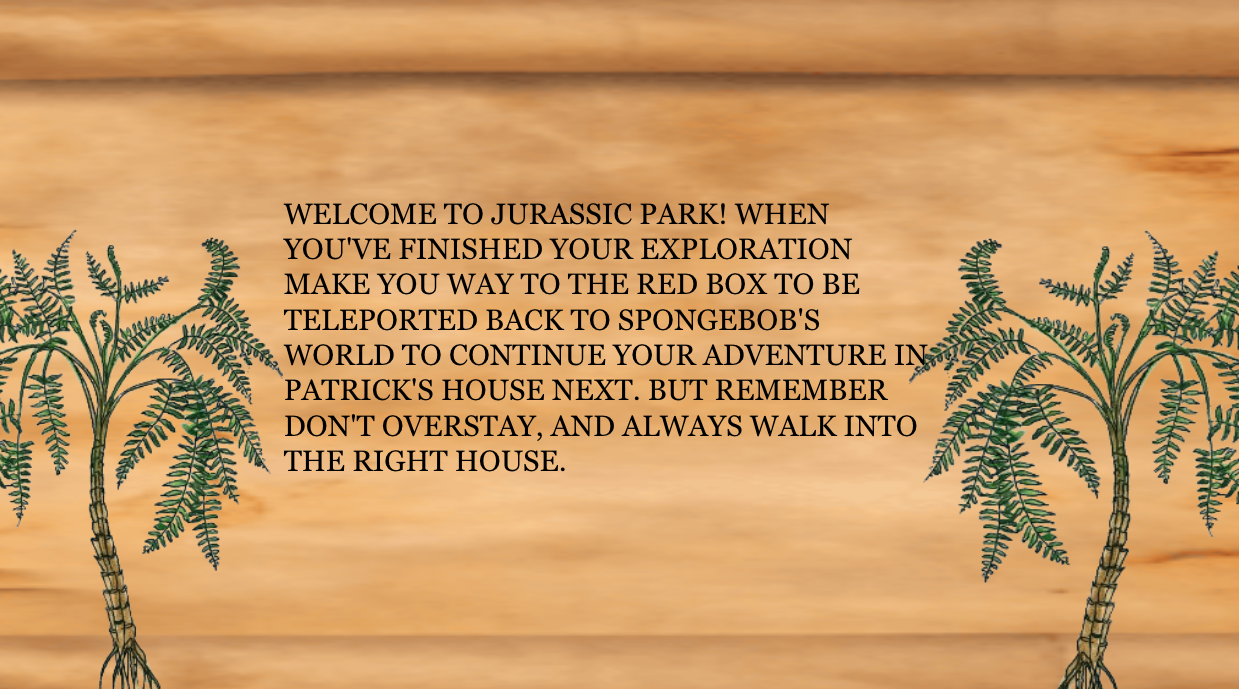 WELCOME TO JURASSIC PARK! WHEN
YOU'VE FINISHED YOUR EXPLORATION
MAKE YOU WAY TO THE RED BOX TO BE
TELEPORTED BACK TO SPONGEBOB'S
WORLD TO CONTINUE YOUR ADVENTURE IN
PATRICK'S HOUSE NEXT. BUT REMEMBER
DON'T OVERSTAY, AND ALWAYS WALK INTO
THE RIGHT HOUSE.